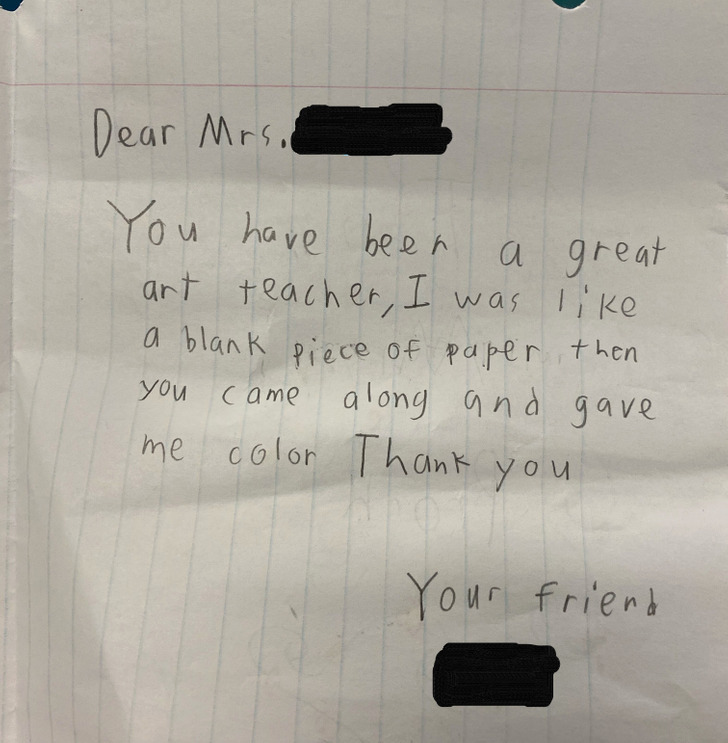 Dear Mrs.
You have been a great
art teacher, I was like
a blank piece of paper then
you came along and gave
me color Thank you
Your friend